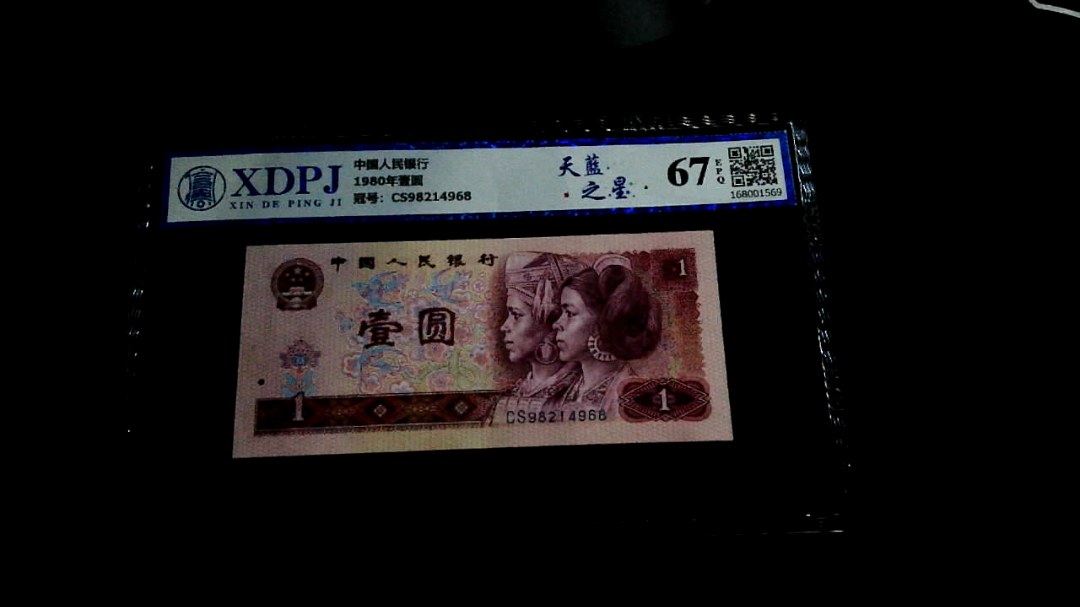 XDPJ
XIN DE PING JI
中國人民银行
1980年壹圆
冠号: CS98214968
天蓝
之星
67
EPQ
168001569
中國人民银行
1
壹圆
1
1
CS98214968